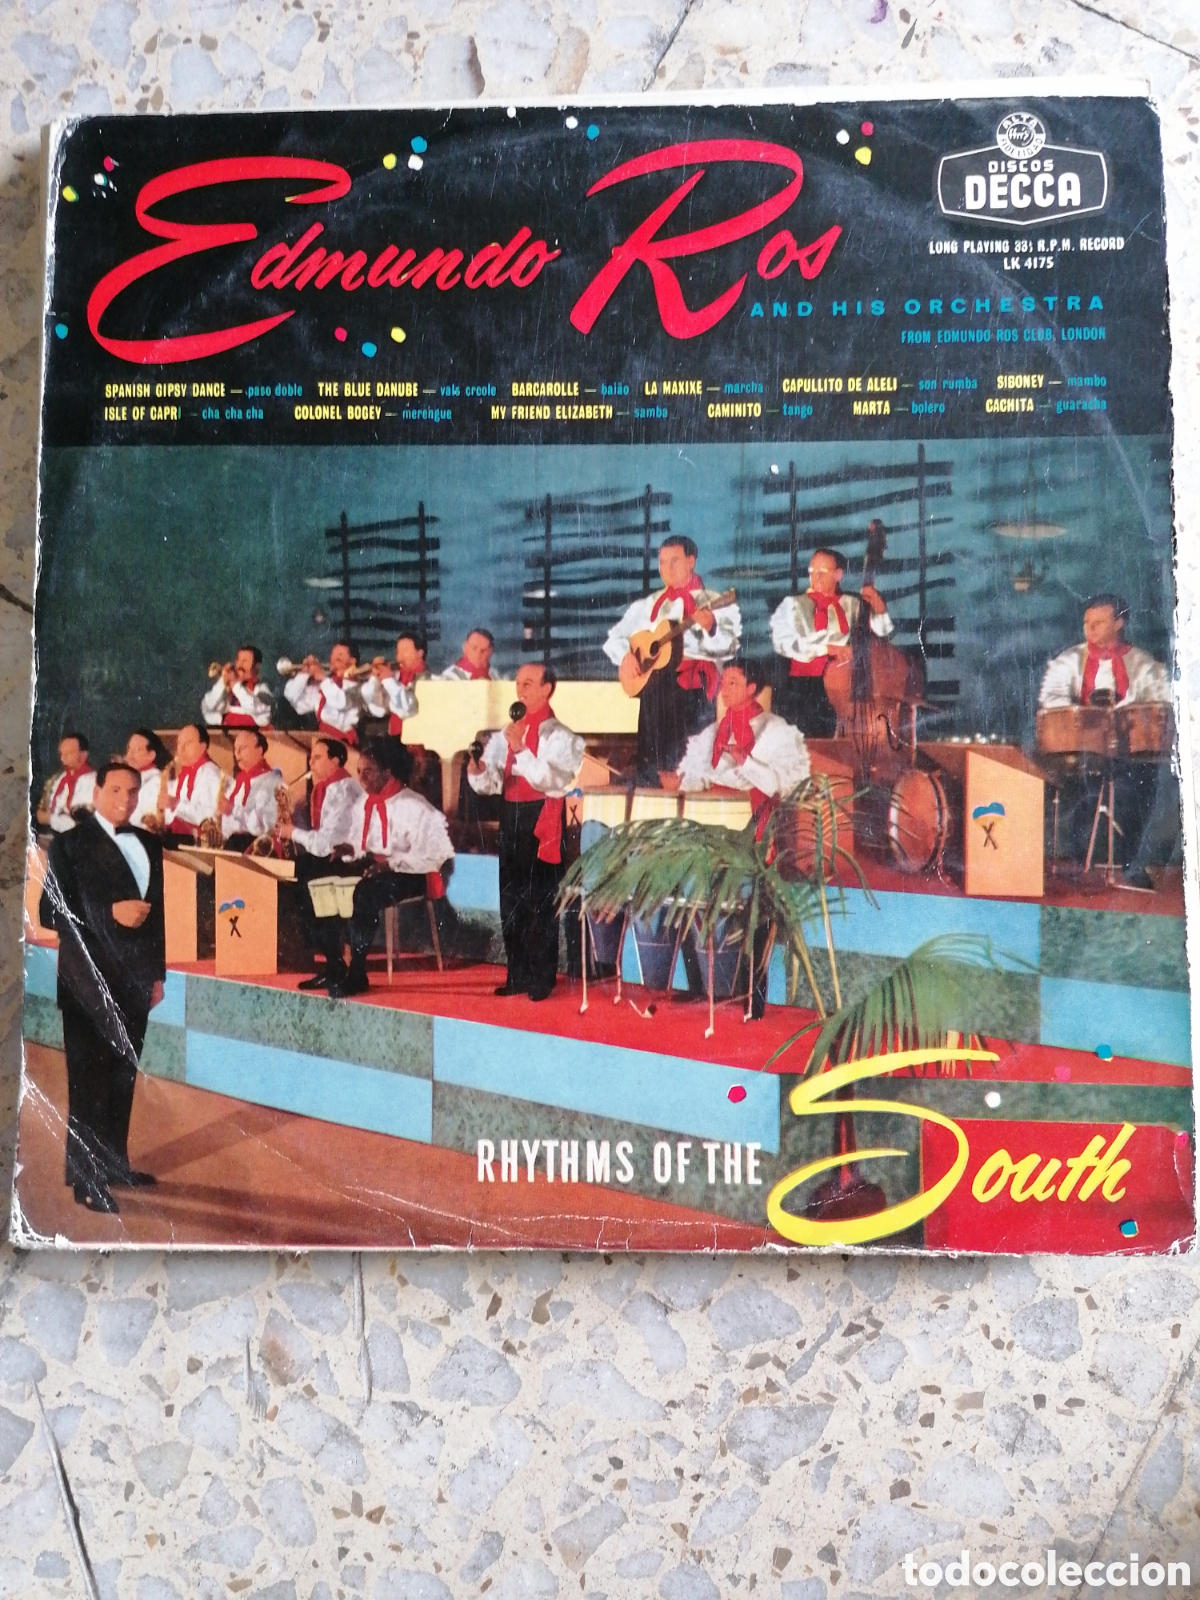 ALTA
FIDELIDAD
DISCOS
DECCA
Edmundo Ros
LONG PLAYING 33⅓ R.P.M. RECORD
LK 4175
AND HIS ORCHESTRA
FROM EDMUNDO ROS CLUB, LONDON
SPANISH GIPSY DANCE — paso doble THE BLUE DANUBE — vals creole BARCAROLLE — baião LA MAXIXE — marcha CAPULLITO DE ALELI — son rumba SIBONEY — mambo
ISLE OF CAPRI — cha cha cha COLONEL BOGEY — merengue MY FRIEND ELIZABETH — samba CAMINITO — tango MARTA — bolero CACHITA — guaracha
RHYTHMS OF THE South
todocoleccion